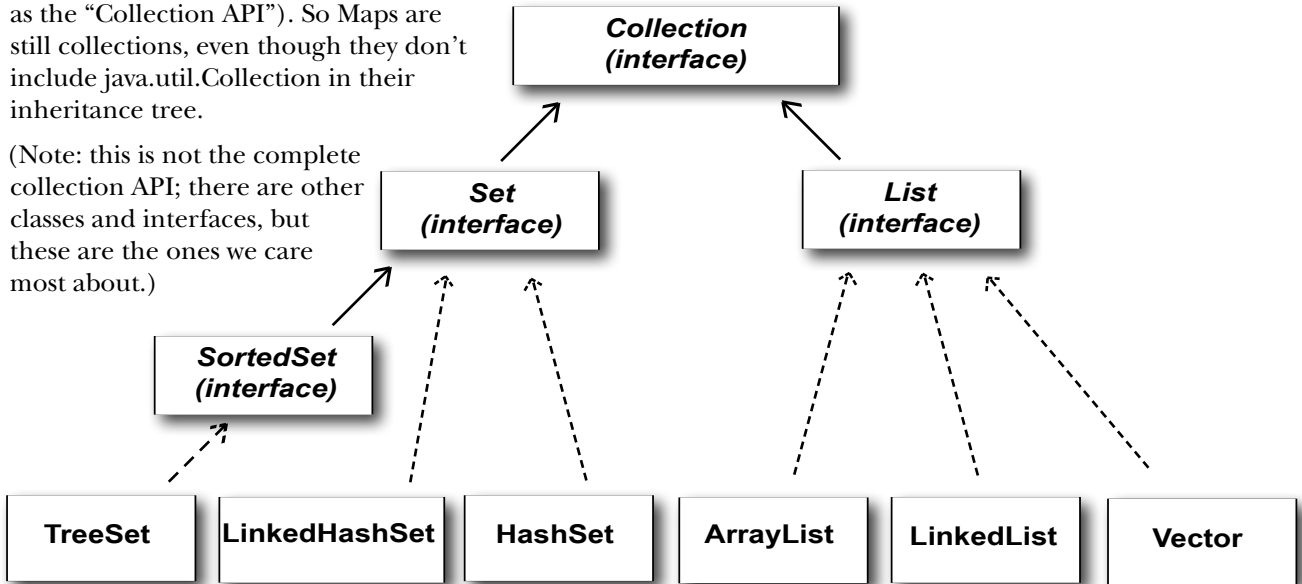 as the “Collection API”). So Maps are
still collections, even though they don’t
include java.util.Collection in their
inheritance tree.
(Note: this is not the complete
collection API; there are other
classes and interfaces, but
these are the ones we care
most about.)
Collection
(interface)
Set
(interface)
List
(interface)
SortedSet
(interface)
TreeSet
LinkedHashSet
HashSet
ArrayList
LinkedList
Vector